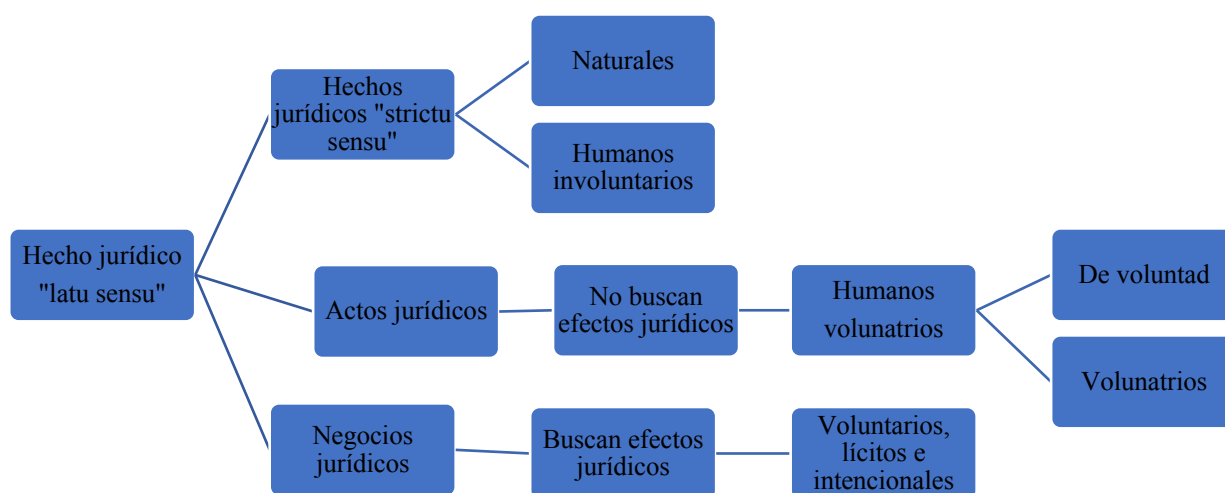 Naturales
Hechos
jurídicos "strictu
sensu"
Humanos
involuntarios
Hecho jurídico
"latu sensu"
Actos jurídicos
No buscan
efectos jurídicos
Humanos
volunatrios
De voluntad
Volunatrios
Negocios
jurídicos
Buscan efectos
jurídicos
Voluntarios,
lícitos e
intencionales